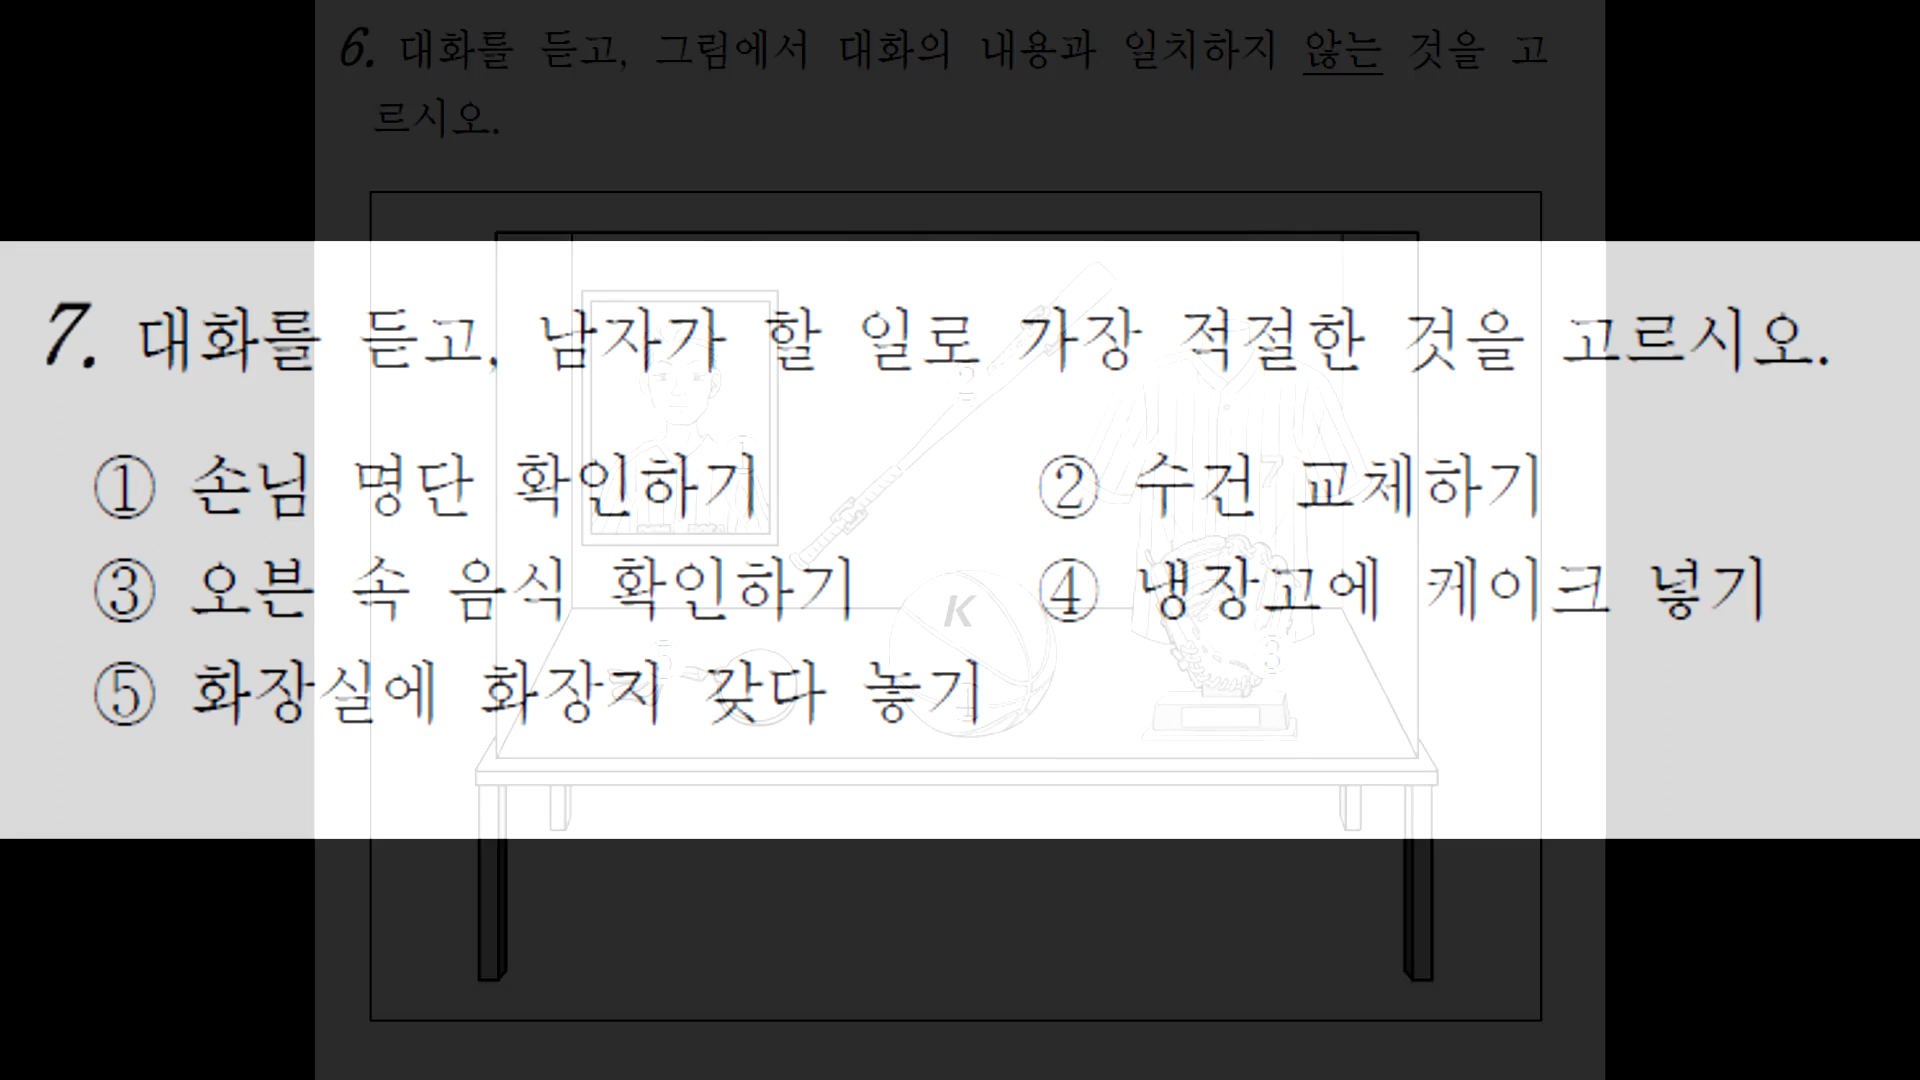 6. 대화를 듣고, 그림에서 대화의 내용과 일치하지 않는 것을 고
르시오.
7. 대화를 듣고, 남자가 할 일로 가장 적절한 것을 고르시오.
① 손님 명단 확인하기 ② 수건 교체하기
③ 오븐 속 음식 확인하기 ④ 냉장고에 케이크 넣기
⑤ 화장실에 화장지 갖다 놓기
K
7